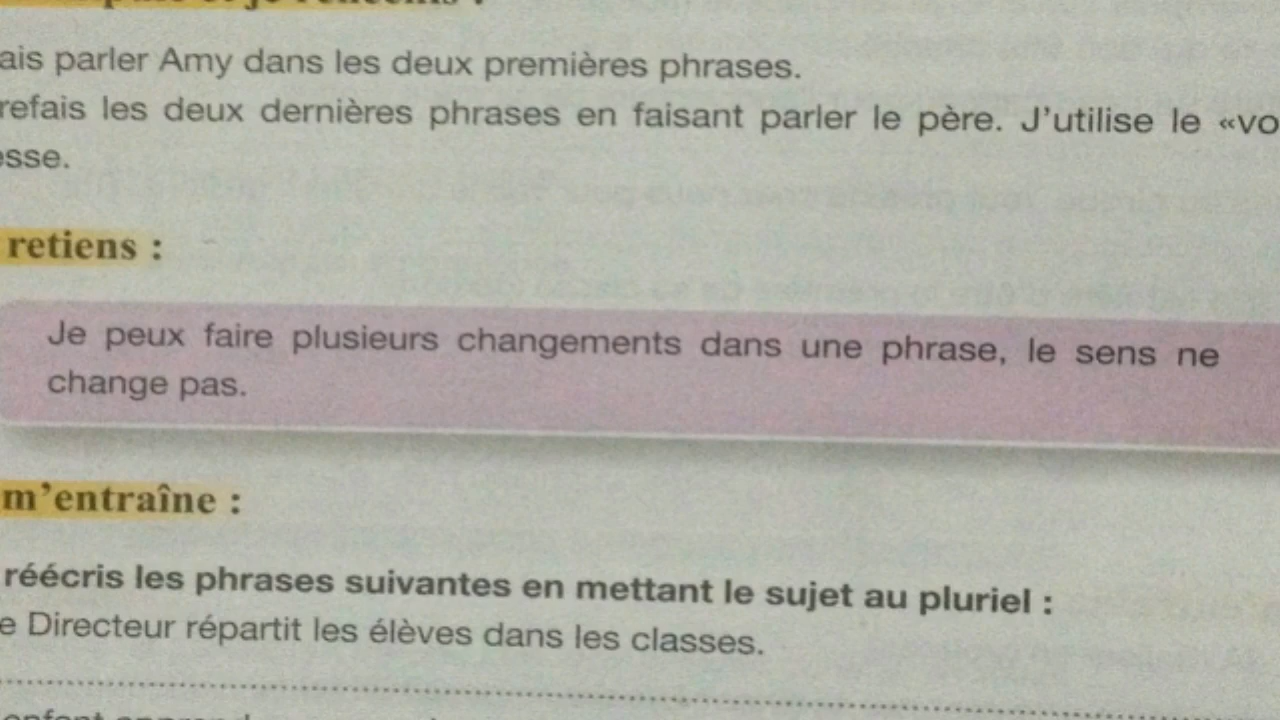 ais parler Amy dans les deux premières phrases.
refais les deux dernières phrases en faisant parler le père. J'utilise le «vo
esse.
retiens :
Je peux faire plusieurs changements dans une phrase, le sens ne
change pas.
m'entraîne :
réécris les phrases suivantes en mettant le sujet au pluriel :
e Directeur répartit les élèves dans les classes.
enfant apprend